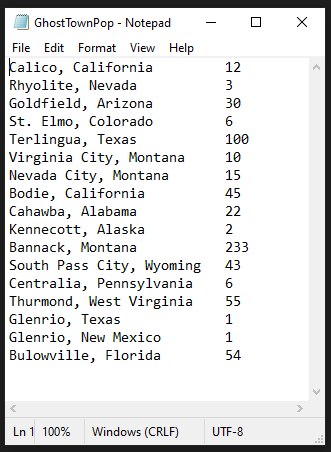 GhostTownPop - Notepad
File Edit Format View Help
Calico, California 12
Rhyolite, Nevada 3
Goldfield, Arizona 30
St. Elmo, Colorado 6
Terlingua, Texas 100
Virginia City, Montana 10
Nevada City, Montana 15
Bodie, California 45
Cahawba, Alabama 22
Kennecott, Alaska 2
Bannack, Montana 233
South Pass City, Wyoming 43
Centralia, Pennsylvania 6
Thurmond, West Virginia 55
Glenrio, Texas 1
Glenrio, New Mexico 1
Bulowville, Florida 54
Ln 1 100% Windows (CRLF) UTF-8